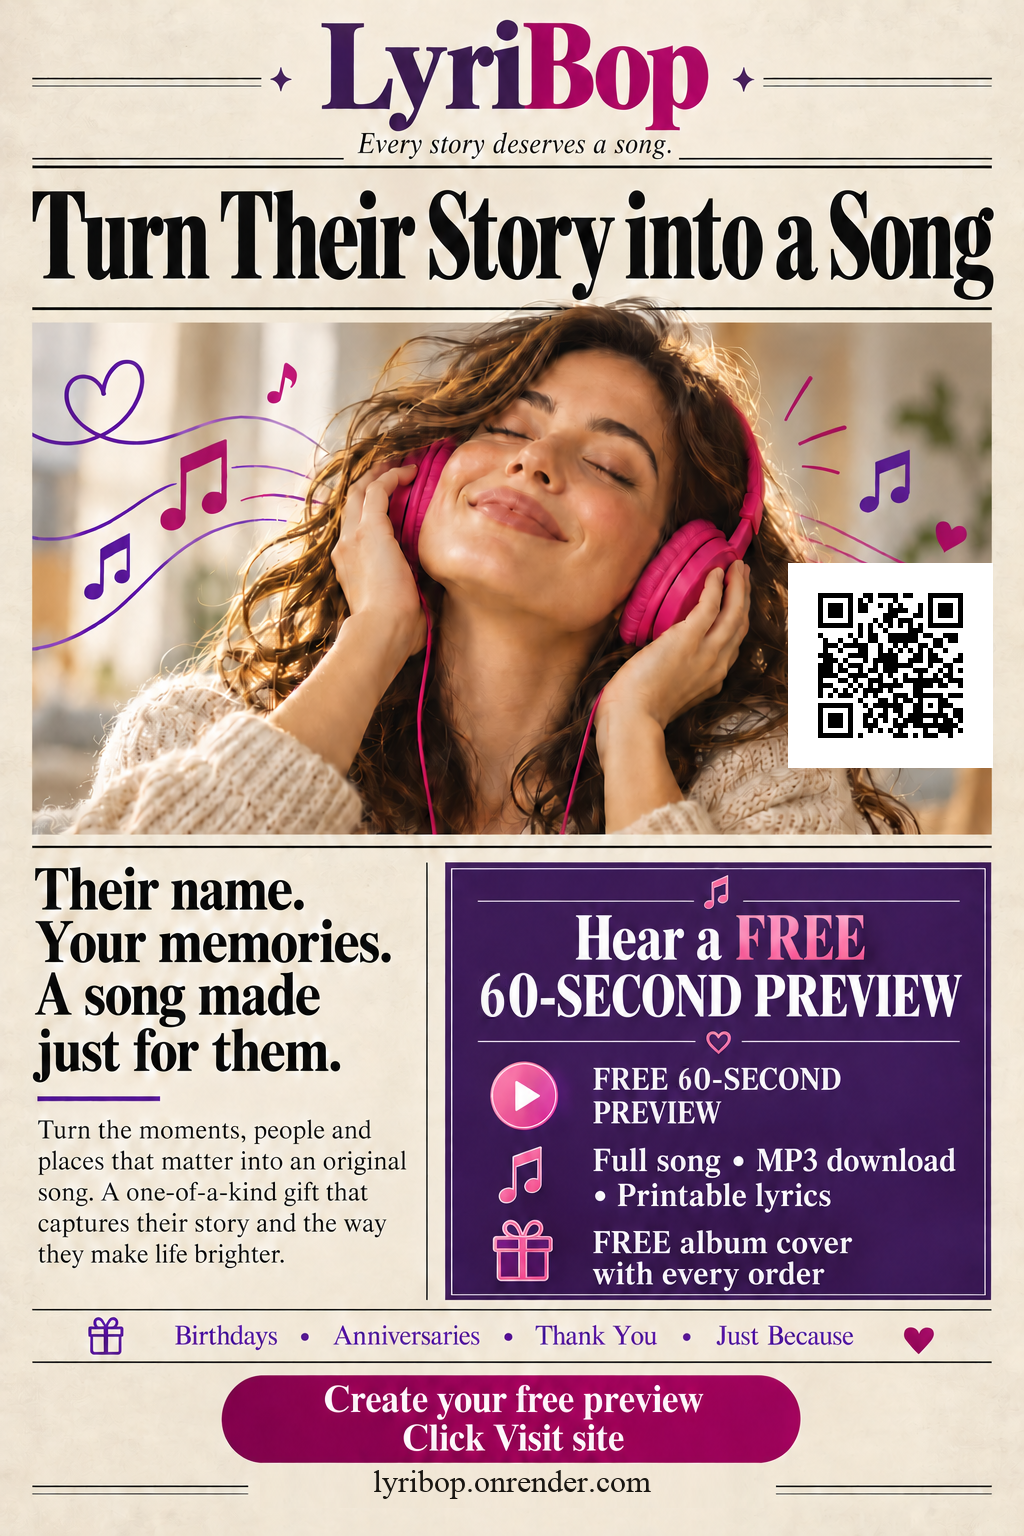 LyriBop
Every story deserves a song.
Turn Their Story into a Song
Their name.
Your memories.
A song made
just for them.
Turn the moments, people and
places that matter into an original
song. A one-of-a-kind gift that
captures their story and the way
they make life brighter.
Hear a FREE
60-SECOND PREVIEW
FREE 60-SECOND
PREVIEW
Full song • MP3 download
• Printable lyrics
FREE album cover
with every order
Birthdays • Anniversaries • Thank You • Just Because
Create your free preview
Click Visit site
lyribop.onrender.com